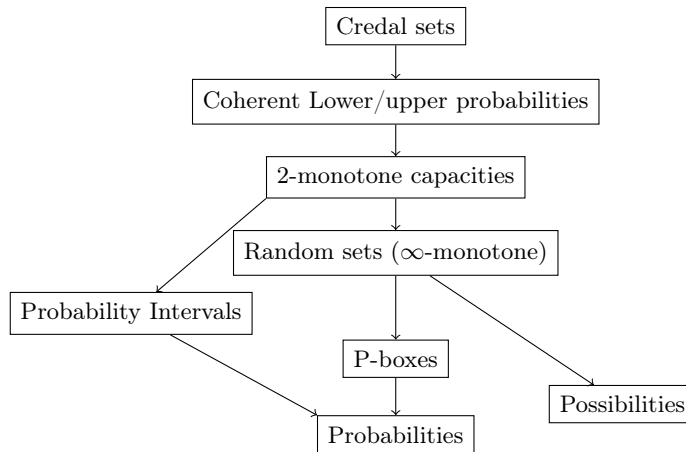 Credal sets
Coherent Lower/upper probabilities
2-monotone capacities
Random sets (∞-monotone)
Probability Intervals
P-boxes
Possibilities
Probabilities